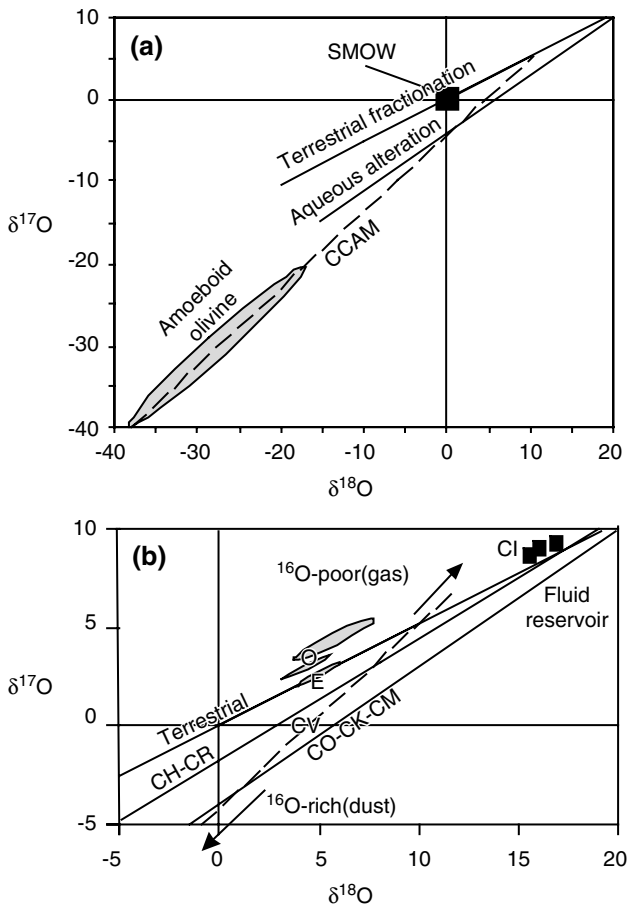 (a)
SMOW
Terrestrial fractionation
Aqueous alteration
CCAM
Amoeboid
olivine
10
0
-10
-20
-30
-40
δ¹⁷O
-40 -30 -20 -10 0 10 20
δ¹⁸O
(b)
¹⁶O-poor(gas)
CI
Fluid
reservoir
O
E
Terrestrial
CH-CR
CV
CO-CK-CM
¹⁶O-rich(dust)
10
5
0
-5
δ¹⁷O
-5 0 5 10 15 20
δ¹⁸O